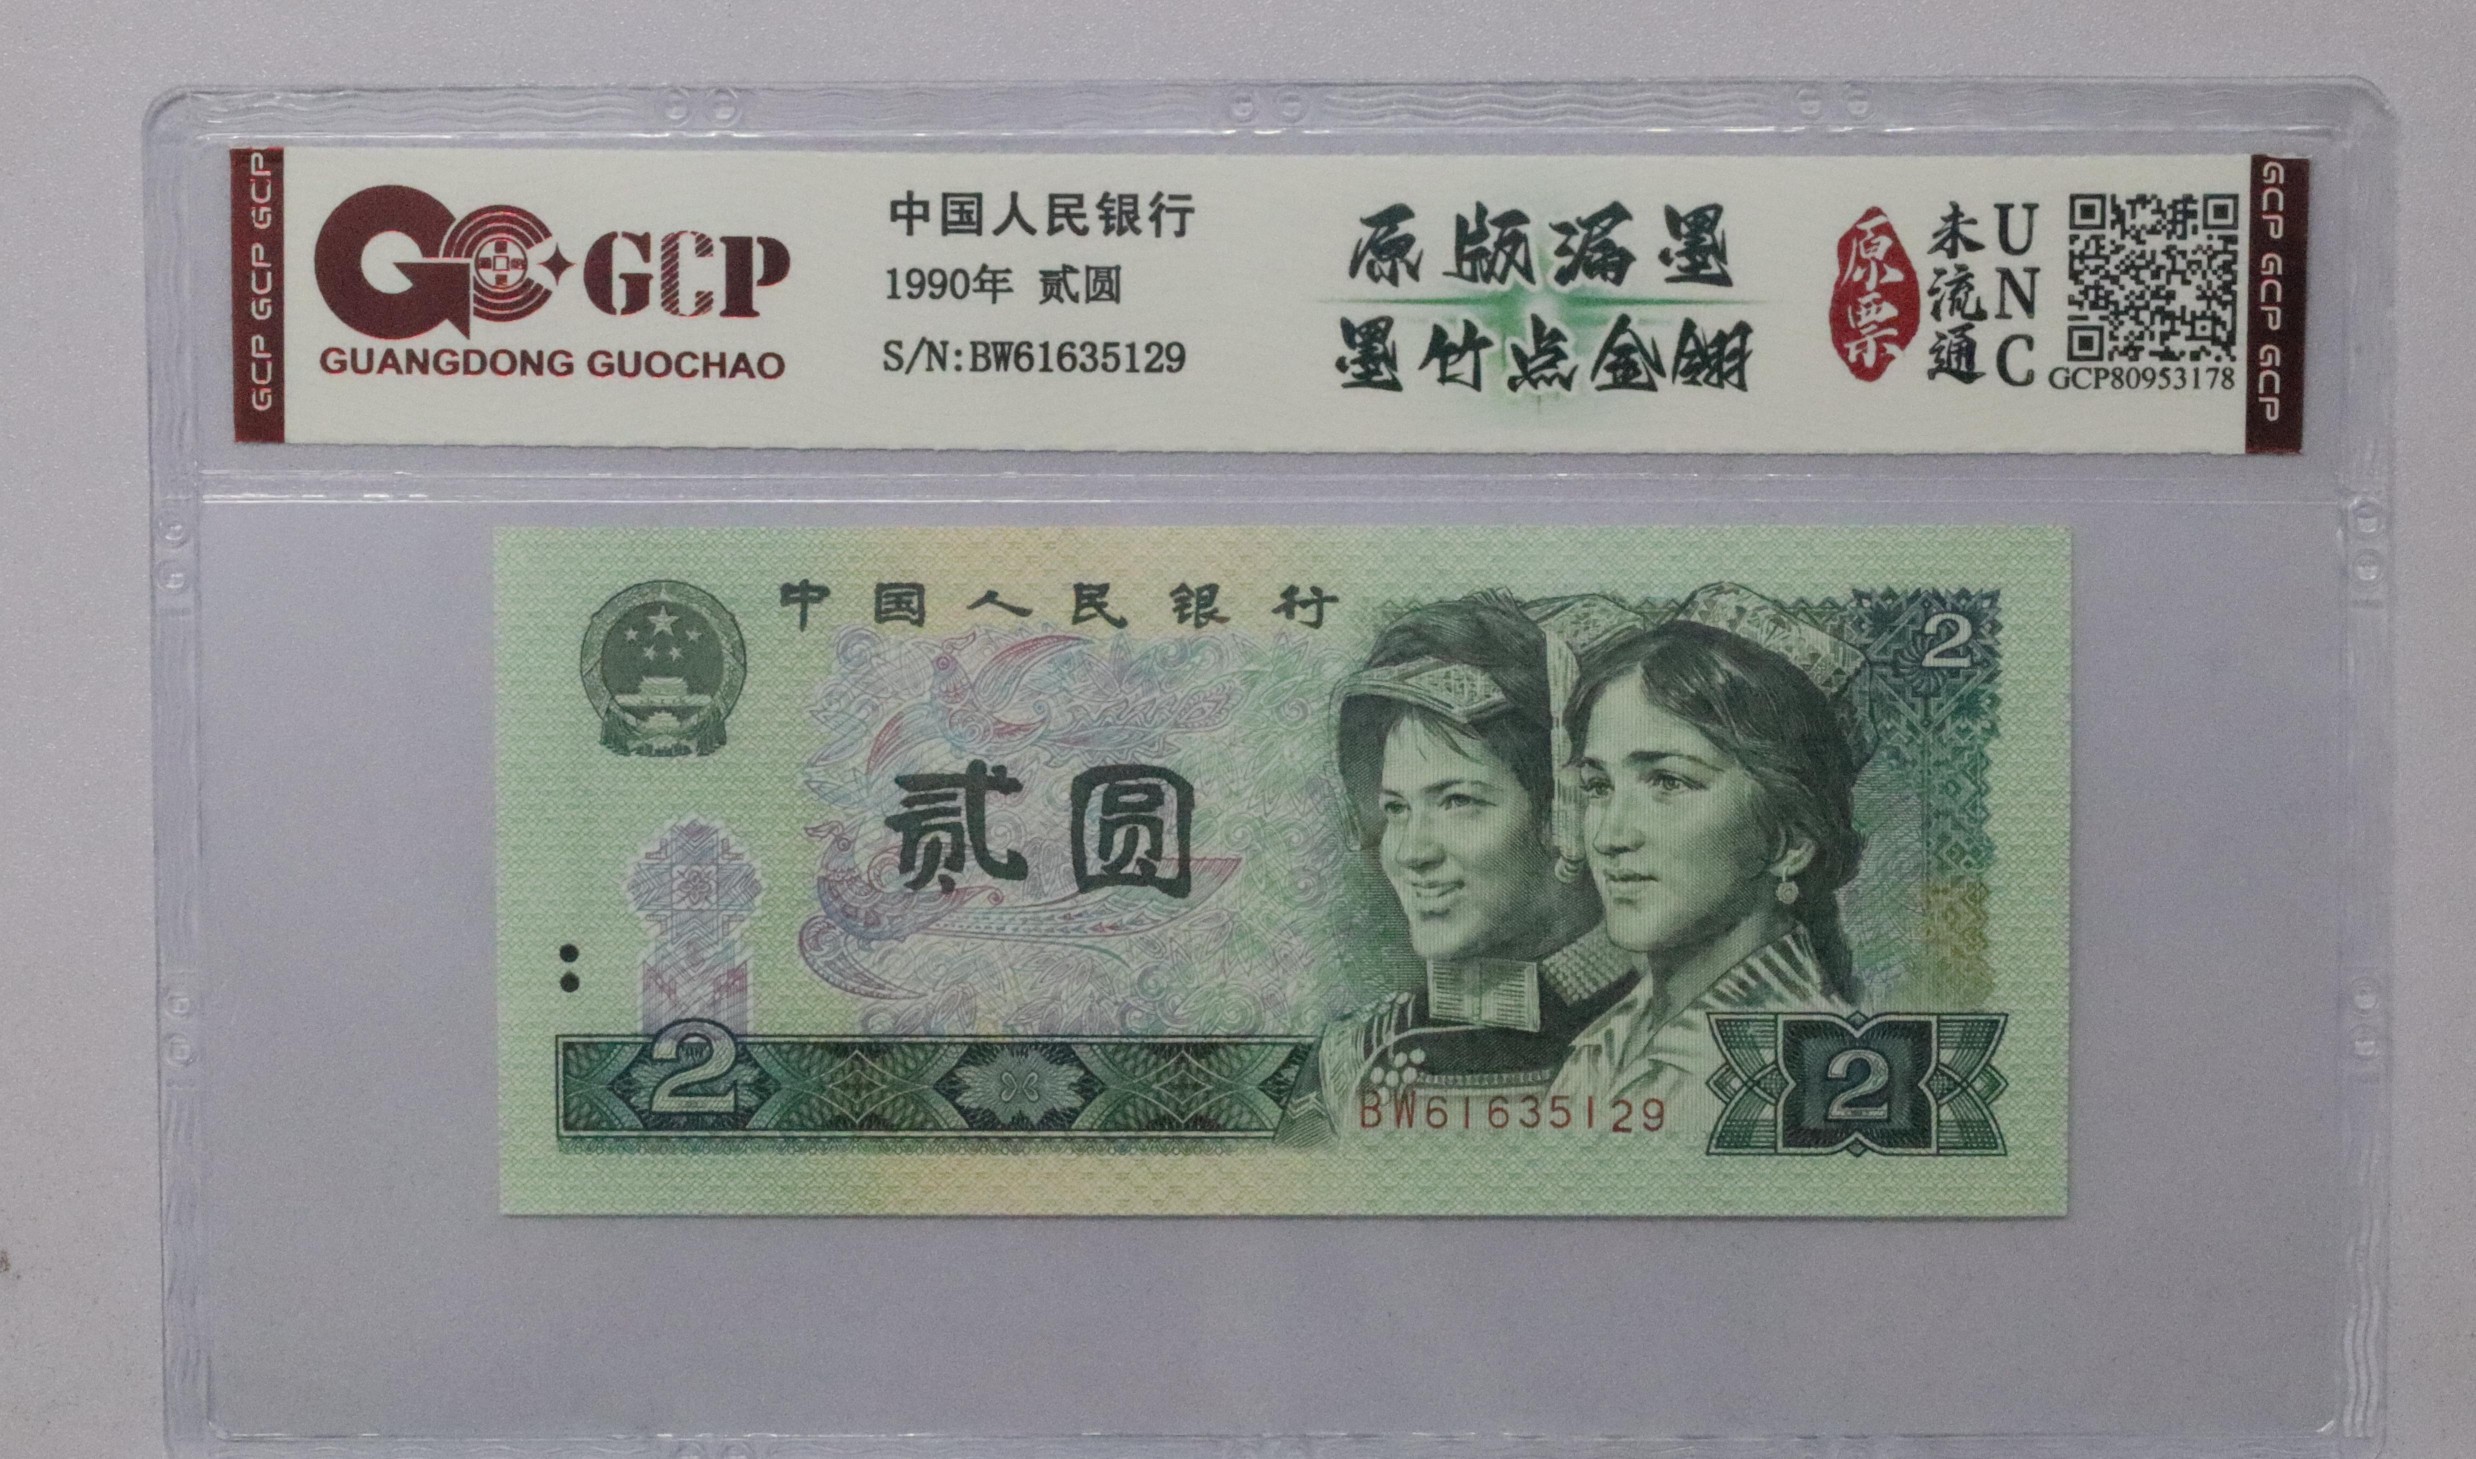 GCP GCP GCP
GCP
GUANGDONG GUOCHAO
中国人民银行
1990年 贰圆
S/N:BW61635129
原版漏墨
墨竹点金翎
原票
未流通
UNC
GCP80953178
GCP GCP GCP
中国人民银行
2
贰圆
2
BW61635129
2